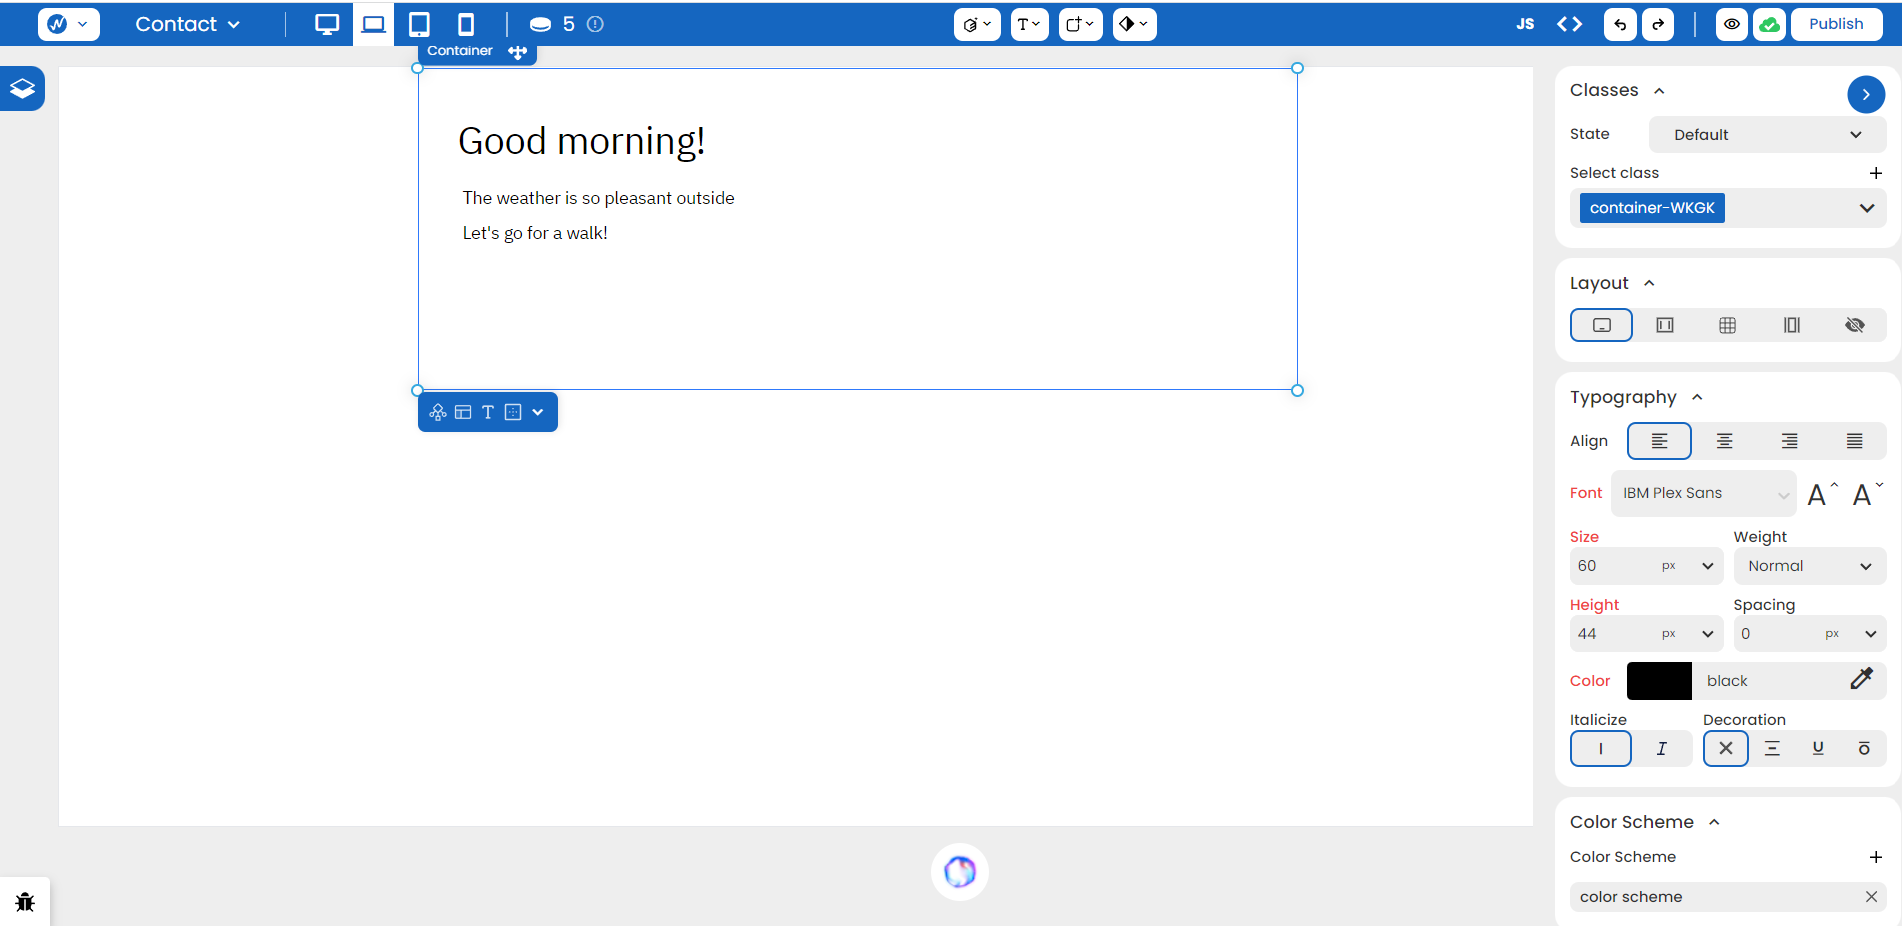 Contact
5
T
JS
Publish
Container
Good morning!
The weather is so pleasant outside
Let's go for a walk!
T
Classes
State
Default
Select class
container-WKGK
Layout
Typography
Align
Font
IBM Plex Sans
A A
Size
Weight
60 px
Normal
Height
Spacing
44 px
0 px
Color
black
Italicize
Decoration
I I
U O
Color Scheme
Color Scheme
color scheme